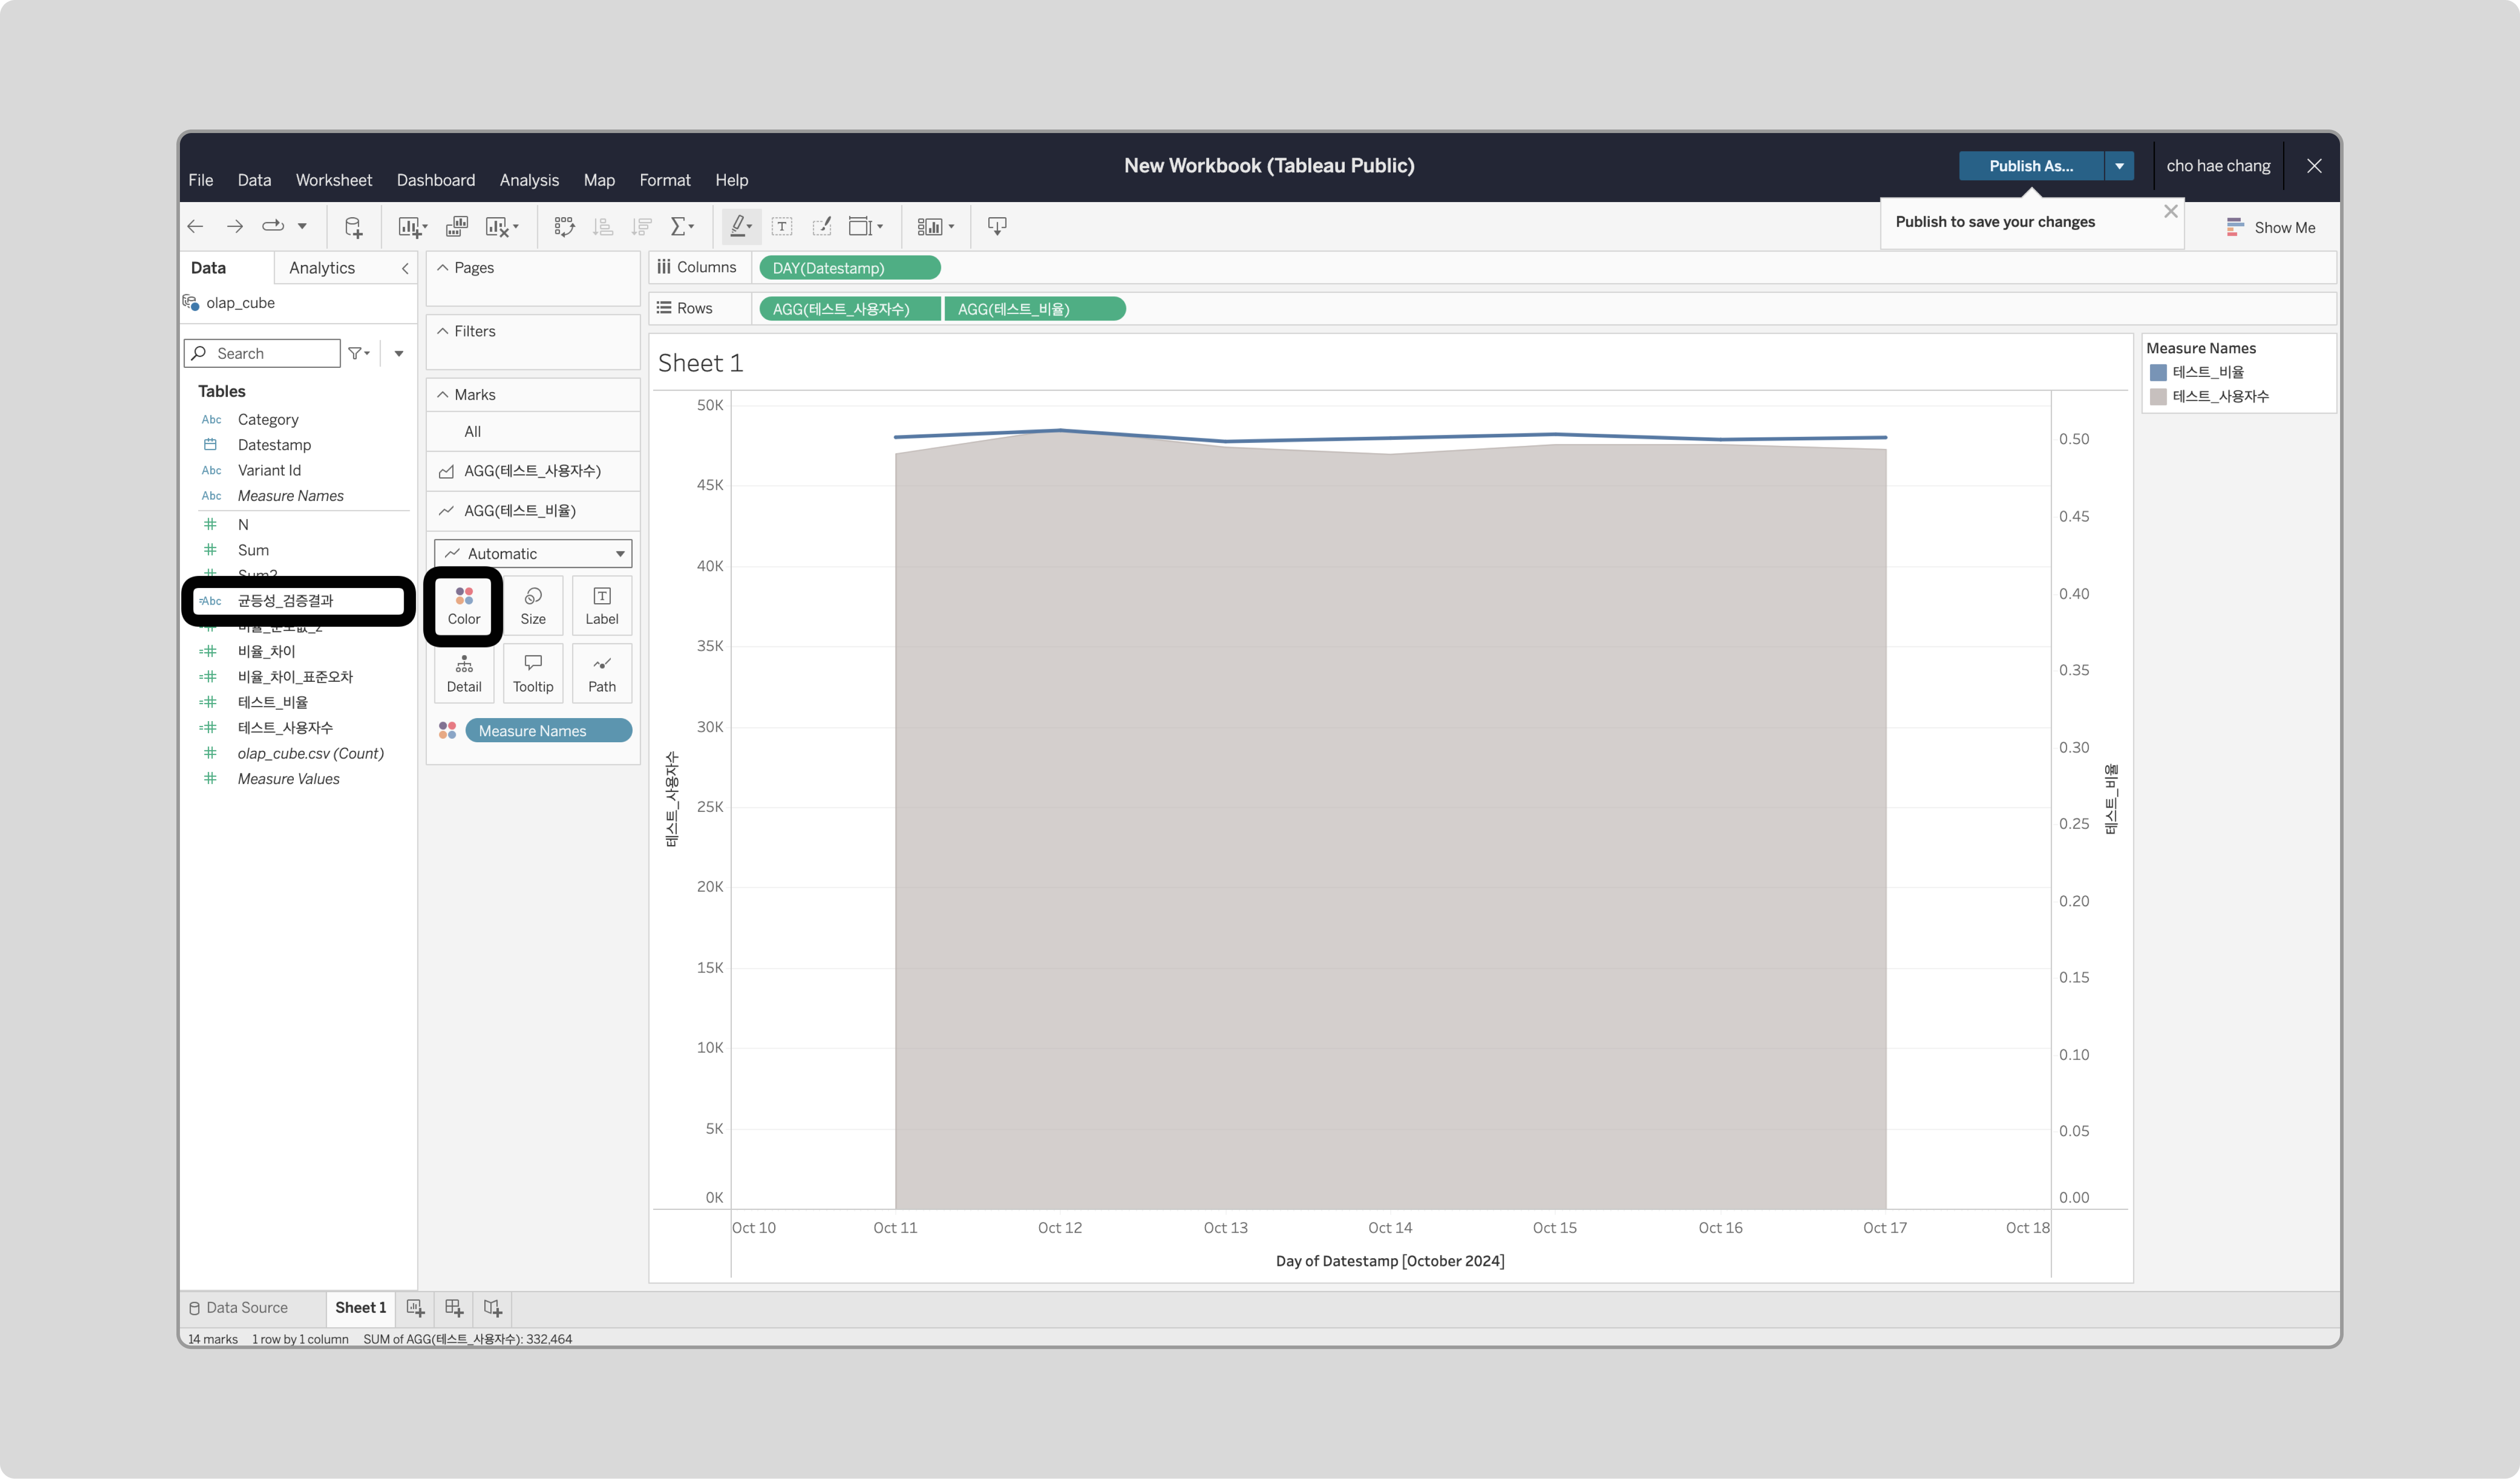 New Workbook (Tableau Public)
Publish As...
cho hae chang
File Data Worksheet Dashboard Analysis Map Format Help
Publish to save your changes
Show Me
Data Analytics
olap_cube
Search
Tables
Abc Category
Datestamp
Abc Variant Id
Abc Measure Names
N
Sum
Sum2
Abc 균등성_검증결과
비율_차이
비율_차이_표준오차
테스트_비율
테스트_사용자수
olap_cube.csv (Count)
Measure Values
Pages
Filters
Marks
All
AGG(테스트_사용자수)
AGG(테스트_비율)
Automatic
Color Size Label
Detail Tooltip Path
Measure Names
Columns DAY(Datestamp)
Rows AGG(테스트_사용자수) AGG(테스트_비율)
Sheet 1
50K
45K
40K
35K
30K
25K
20K
15K
10K
5K
0K
테스트_사용자수
0.50
0.45
0.40
0.35
0.30
0.25
0.20
0.15
0.10
0.05
0.00
테스트_비율
Oct 10 Oct 11 Oct 12 Oct 13 Oct 14 Oct 15 Oct 16 Oct 17 Oct 18
Day of Datestamp [October 2024]
Measure Names
테스트_비율
테스트_사용자수
Data Source Sheet 1
14 marks 1 row by 1 column SUM of AGG(테스트_사용자수): 332,464